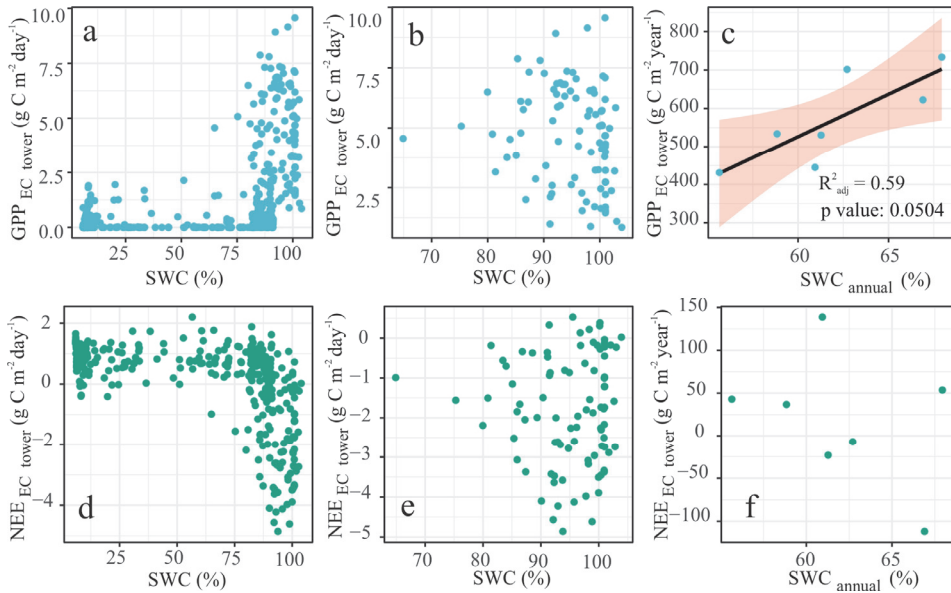 a
GPP EC tower (g C m⁻² day⁻¹)
10.0
7.5
5.0
2.5
0.0
25
50
75
100
SWC (%)
b
GPP EC tower (g C m⁻² day⁻¹)
10.0
7.5
5.0
2.5
70
80
90
100
SWC (%)
c
GPP EC tower (g C m⁻² year⁻¹)
800
700
600
500
400
300
R²adj = 0.59
p value: 0.0504
60
65
SWC annual (%)
d
NEE EC tower (g C m⁻² day⁻¹)
2
0
−2
−4
25
50
75
100
SWC (%)
e
NEE EC tower (g C m⁻² day⁻¹)
0
−1
−2
−3
−4
−5
70
80
90
100
SWC (%)
f
NEE EC tower (g C m⁻² year⁻¹)
150
100
50
0
−50
−100
60
65
SWC annual (%)